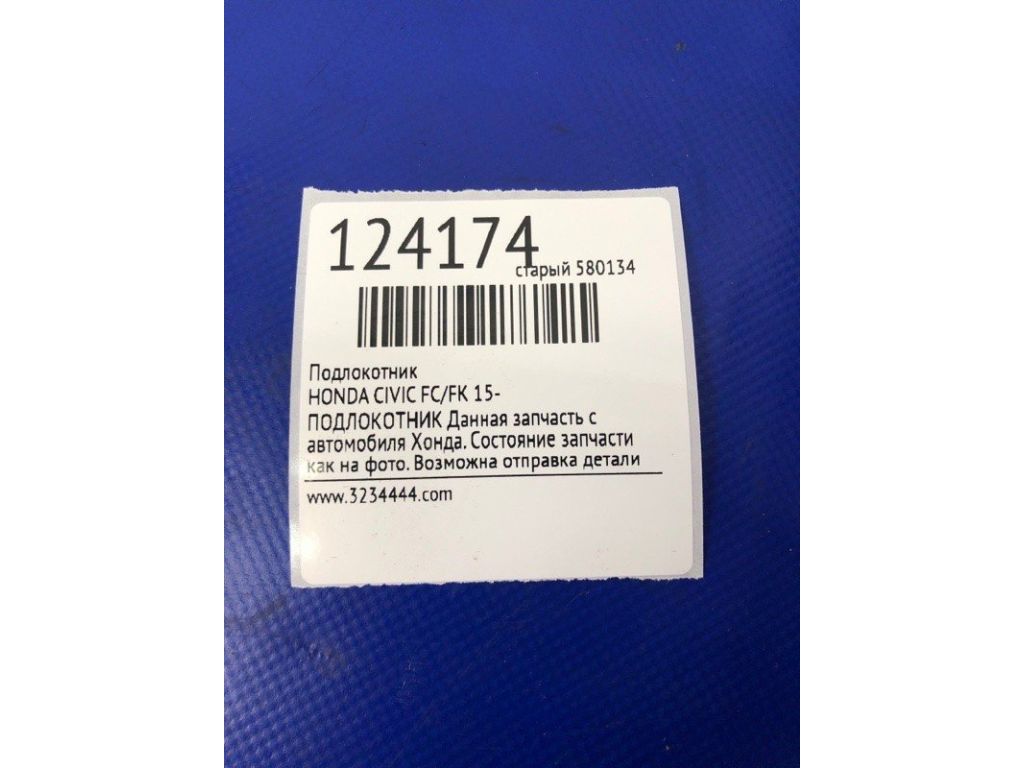 124174
старый 580134
Подлокотник
HONDA CIVIC FC/FK 15-
ПОДЛОКОТНИК Данная запчасть с
автомобиля Хонда. Состояние запчасти
как на фото. Возможна отправка детали
www.3234444.com